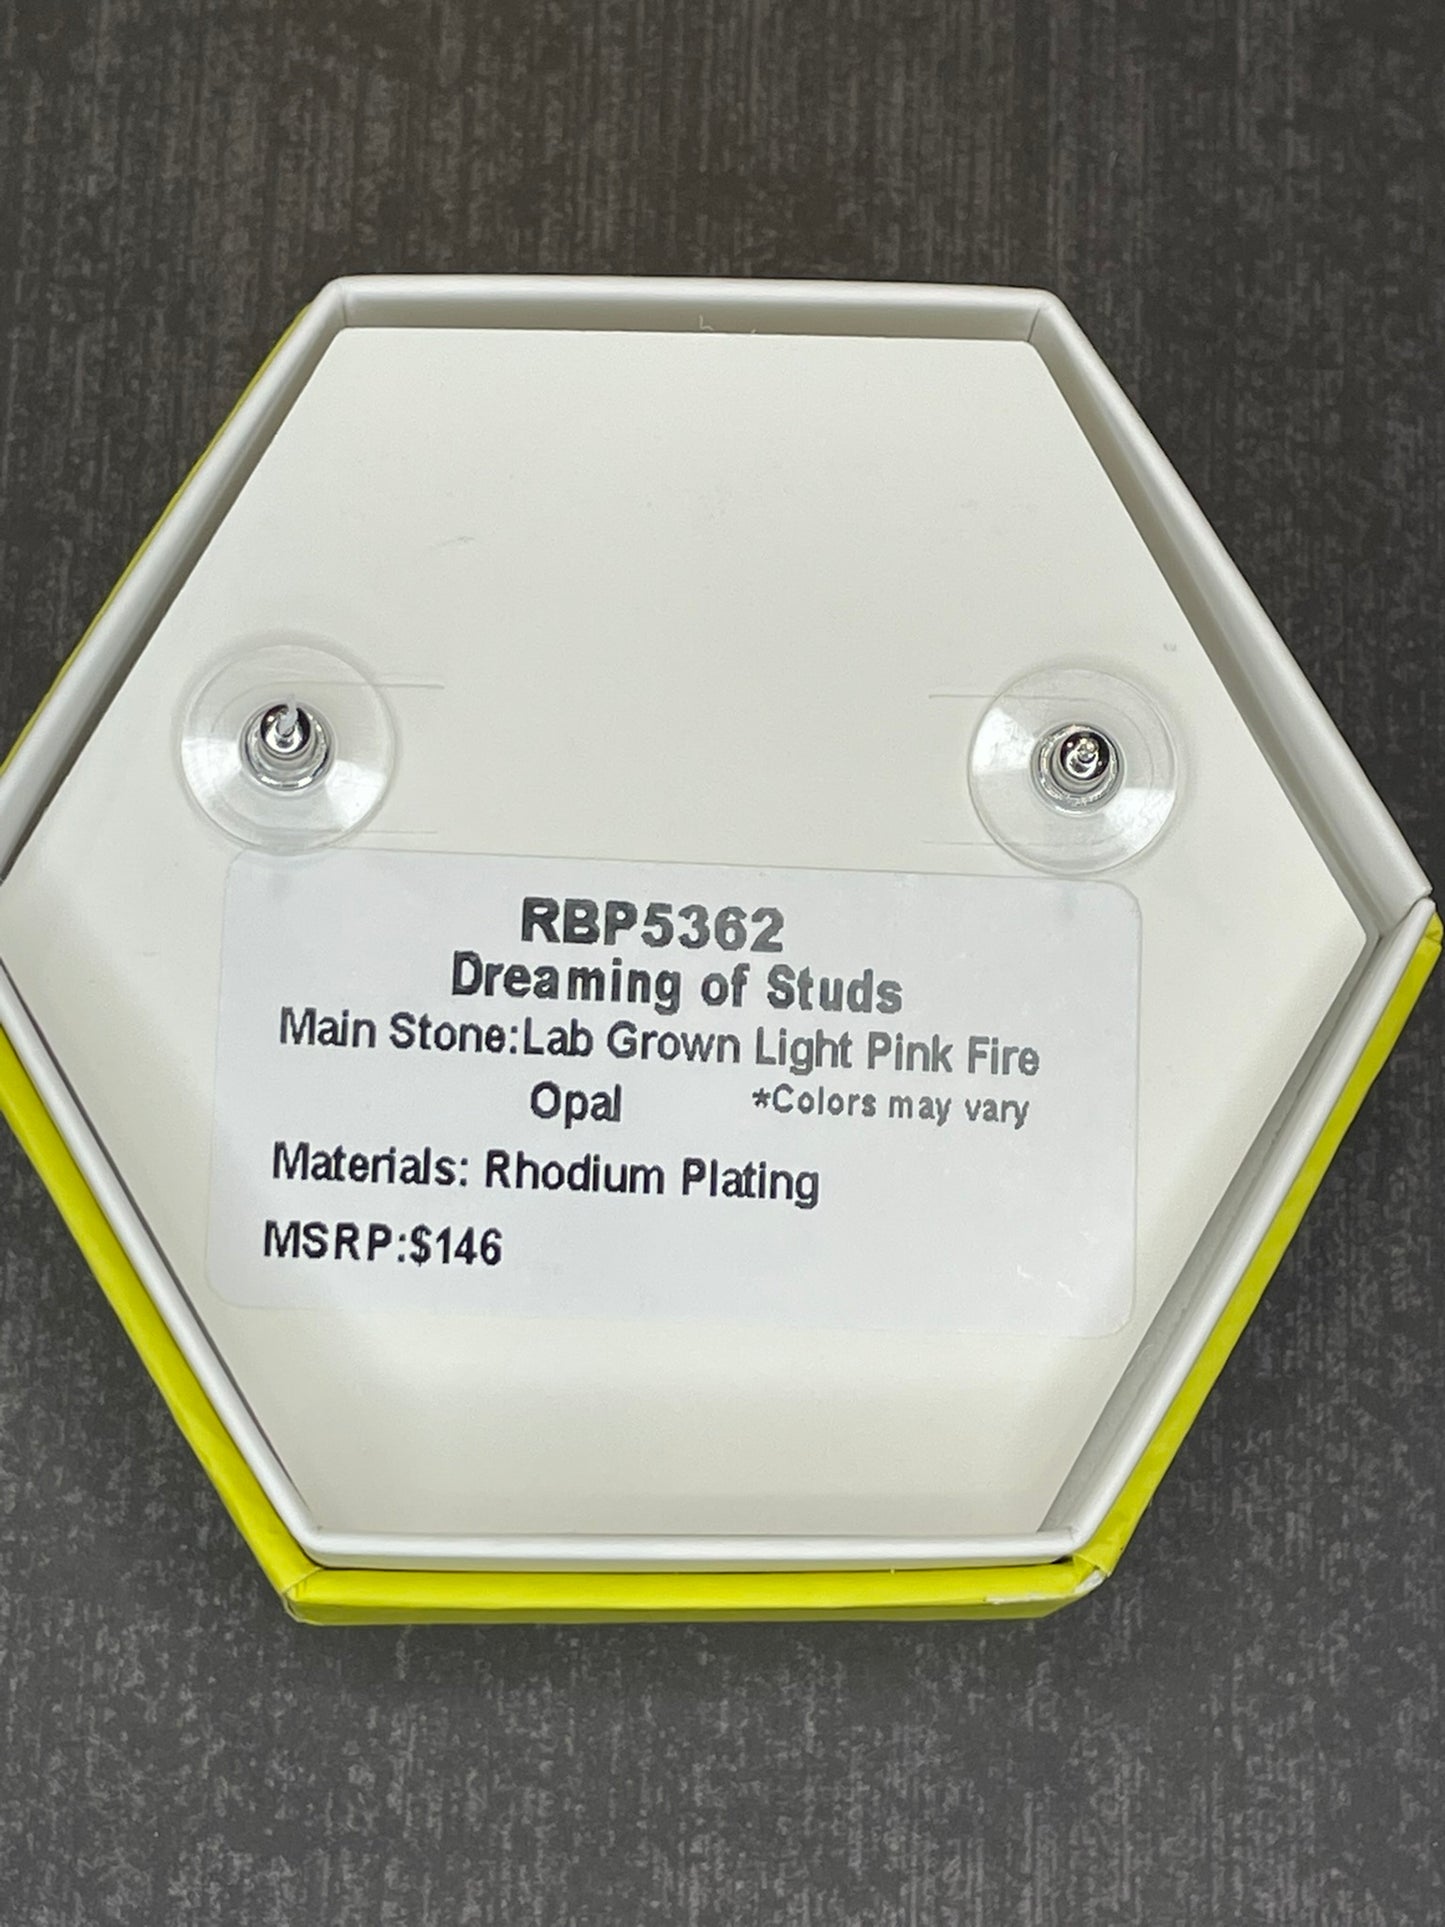 RBP5362
Dreaming of Studs
Main Stone:Lab Grown Light Pink Fire
Opal *Colors may vary
Materials: Rhodium Plating
MSRP:$146